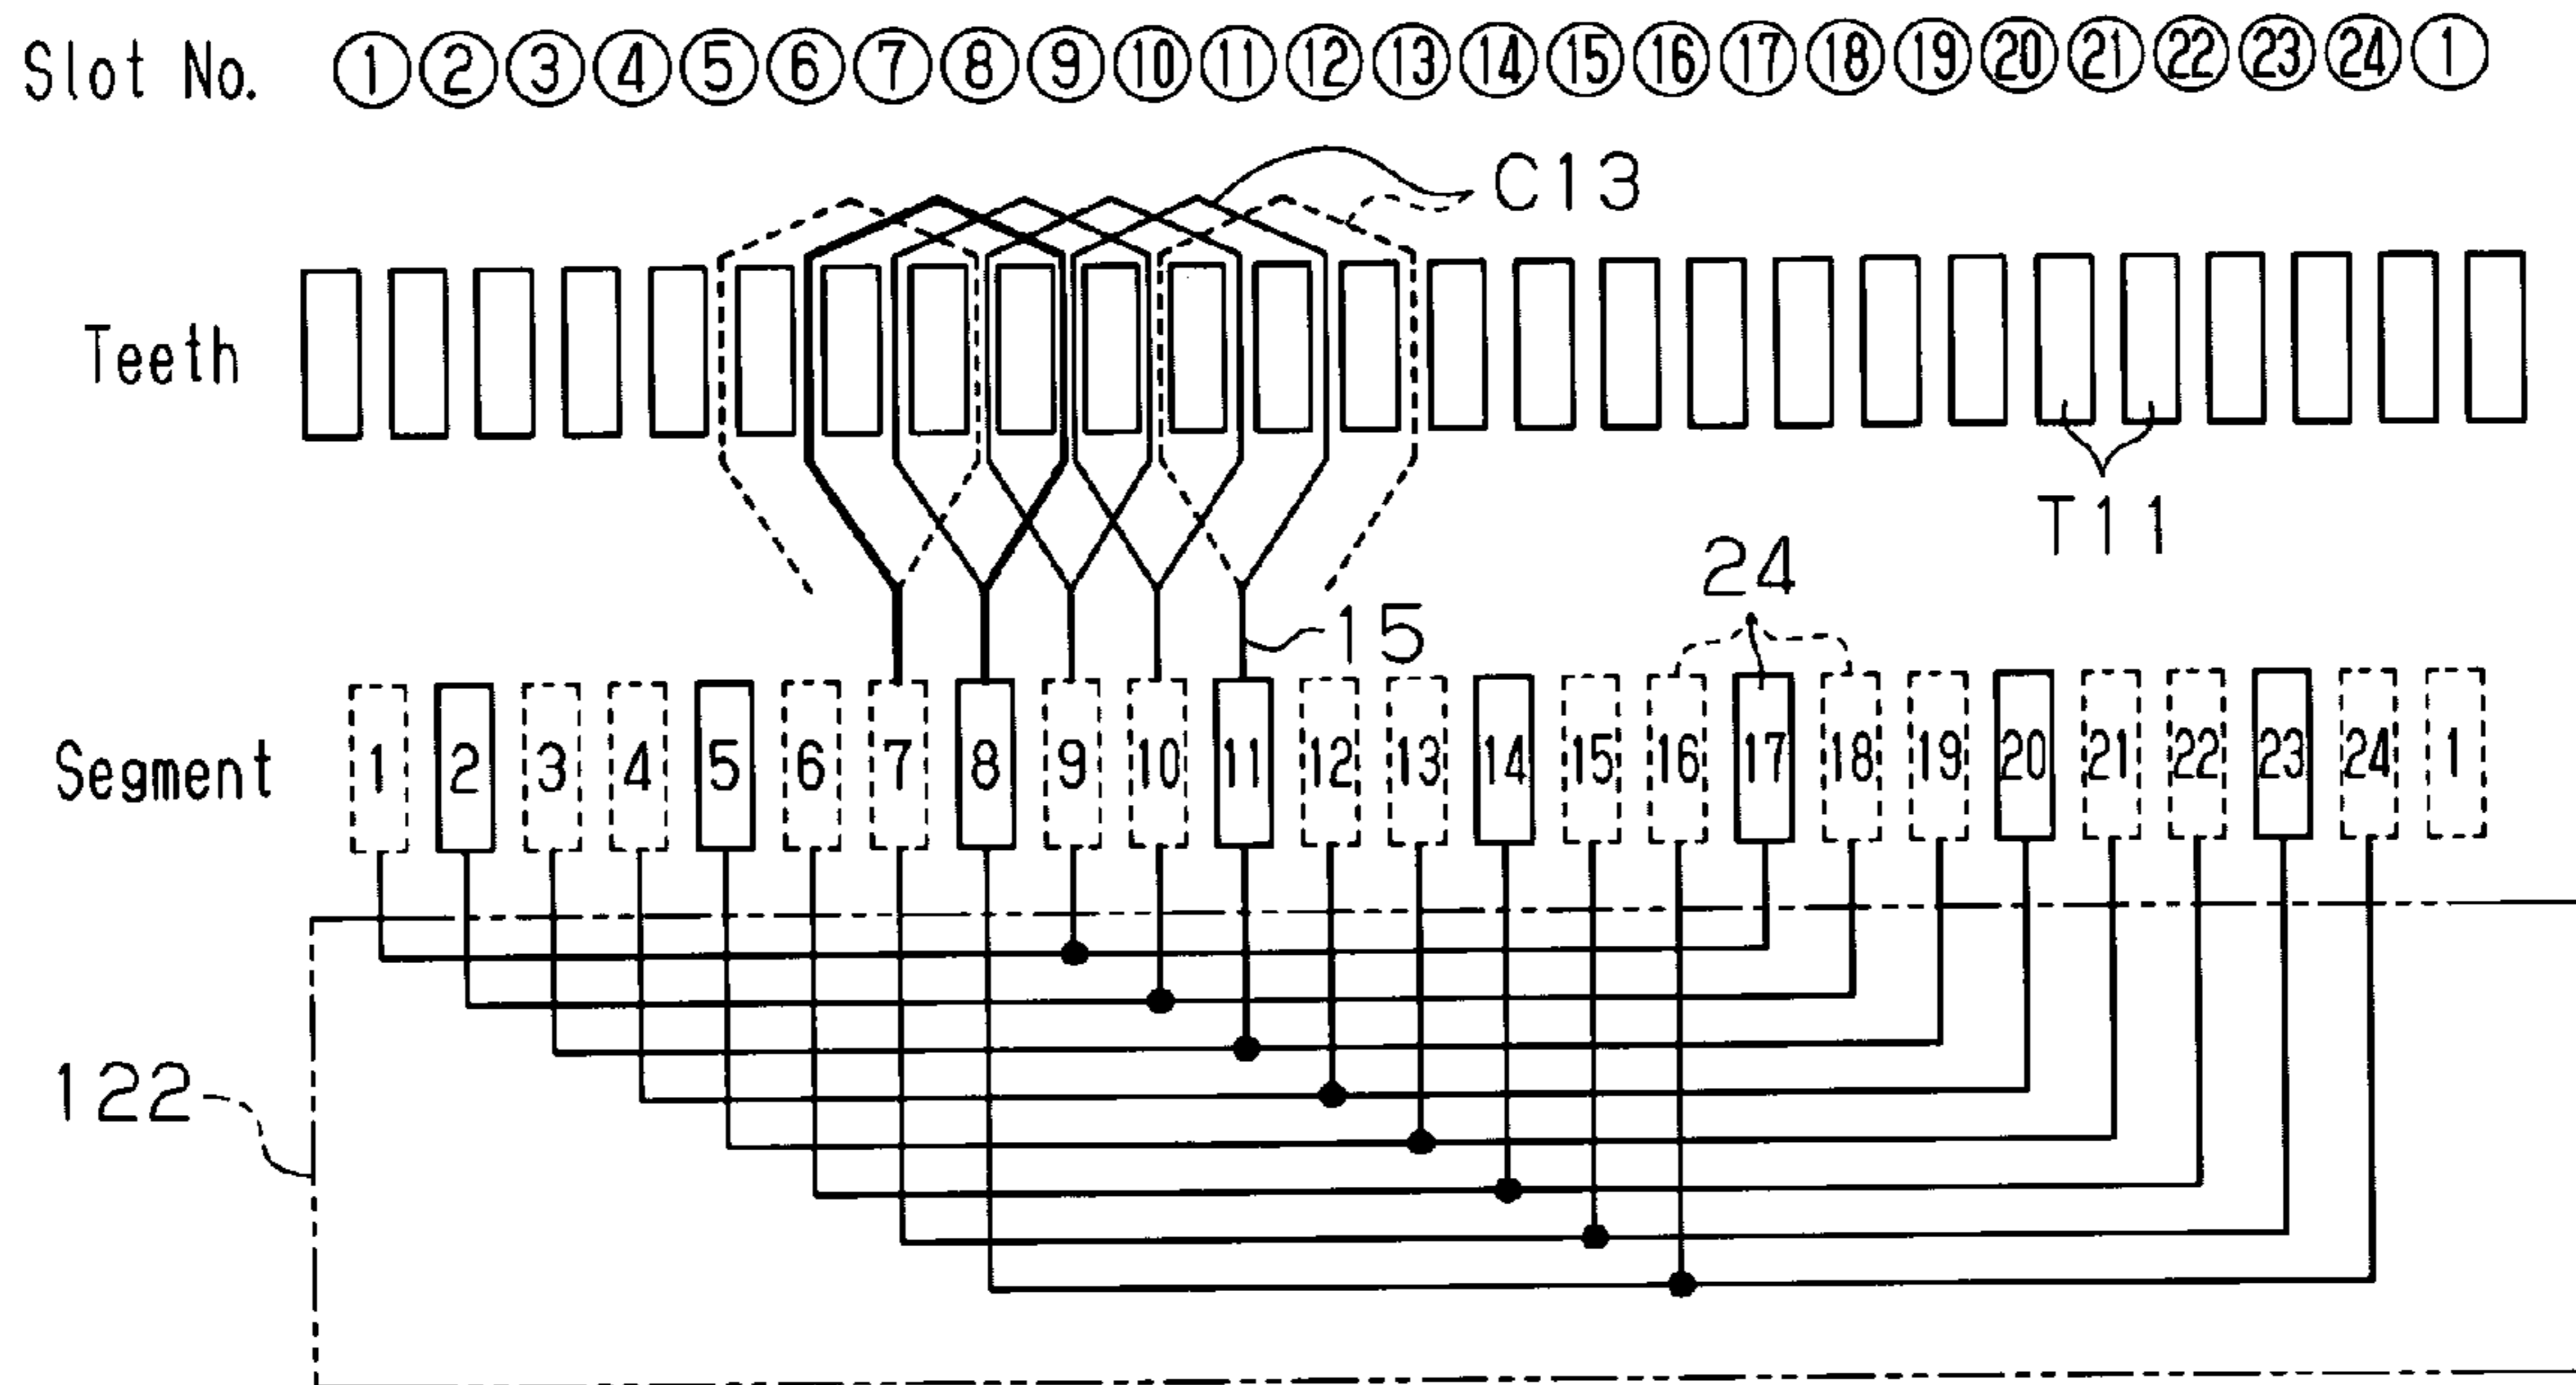 Slot No. ① ② ③ ④ ⑤ ⑥ ⑦ ⑧ ⑨ ⑩ ⑪ ⑫ ⑬ ⑭ ⑮ ⑯ ⑰ ⑱ ⑲ ⑳ ㉑ ㉒ ㉓ ㉔ ①
C13
Teeth
T11
24
15
Segment 1 2 3 4 5 6 7 8 9 10 11 12 13 14 15 16 17 18 19 20 21 22 23 24 1
122